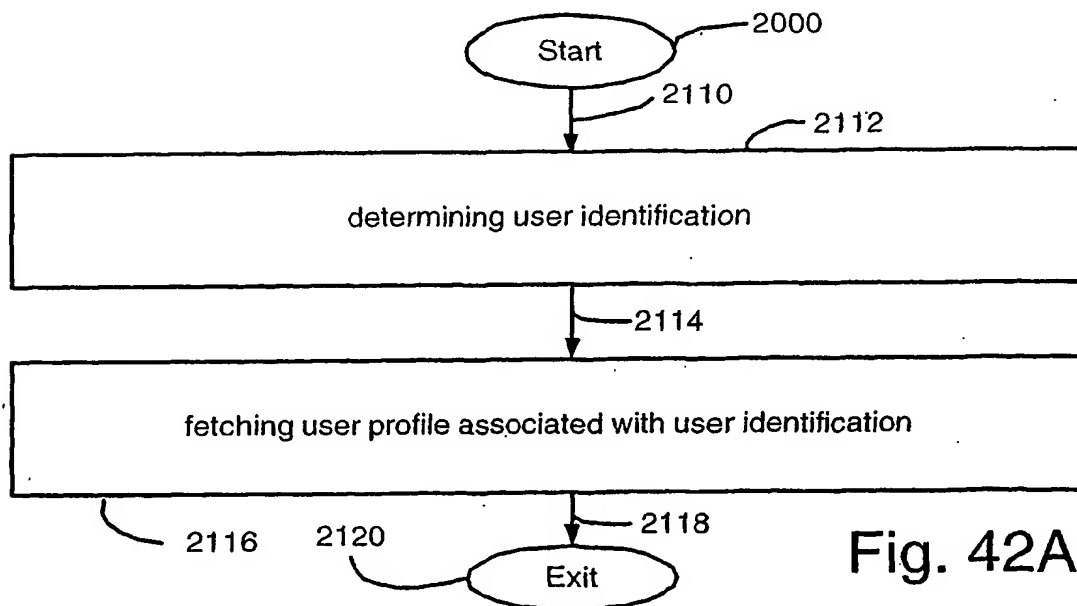 Start
2000
2110
2112
determining user identification
2114
fetching user profile associated with user identification
2116
2120
2118
Exit
Fig. 42A